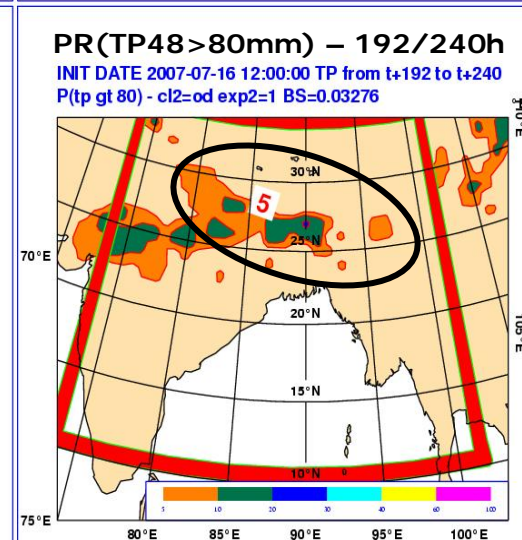 PR(TP48>80mm) – 192/240h
INIT DATE 2007-07-16 12:00:00 TP from t+192 to t+240
P(tp gt 80) - cl2=od exp2=1 BS=0.03276
30°N
5
25°N
70°E
20°N
15°N
10°N
5 10 20 30 40 60 100
75°E
80°E 85°E 90°E 95°E 100°E